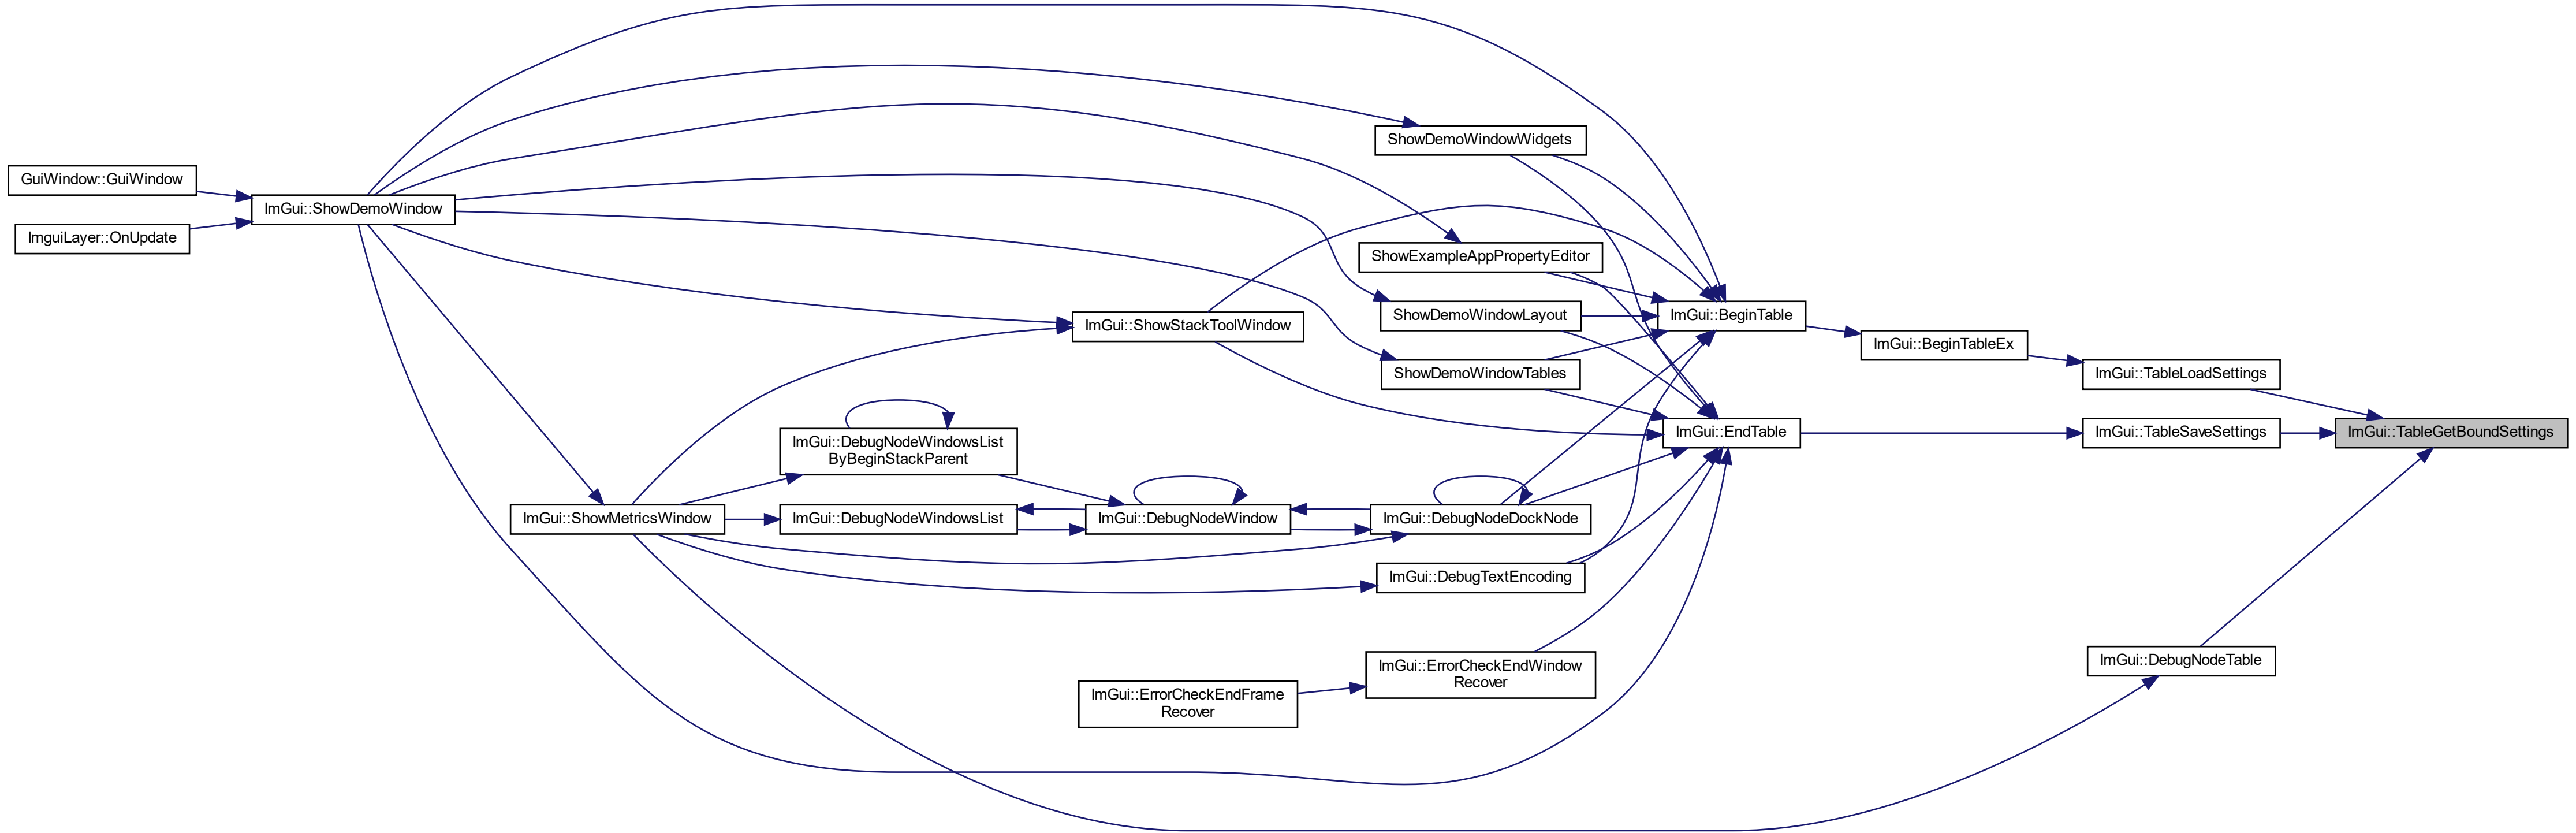 ShowDemoWindowWidgets
GuiWindow::GuiWindow
ImGui::ShowDemoWindow
ImguiLayer::OnUpdate
ShowExampleAppPropertyEditor
ShowDemoWindowLayout
ImGui::BeginTable
ImGui::ShowStackToolWindow
ImGui::BeginTableEx
ShowDemoWindowTables
ImGui::TableLoadSettings
ImGui::DebugNodeWindowsList
ByBeginStackParent
ImGui::EndTable
ImGui::TableSaveSettings
ImGui::TableGetBoundSettings
ImGui::ShowMetricsWindow
ImGui::DebugNodeWindowsList
ImGui::DebugNodeWindow
ImGui::DebugNodeDockNode
ImGui::DebugTextEncoding
ImGui::ErrorCheckEndWindow
Recover
ImGui::DebugNodeTable
ImGui::ErrorCheckEndFrame
Recover